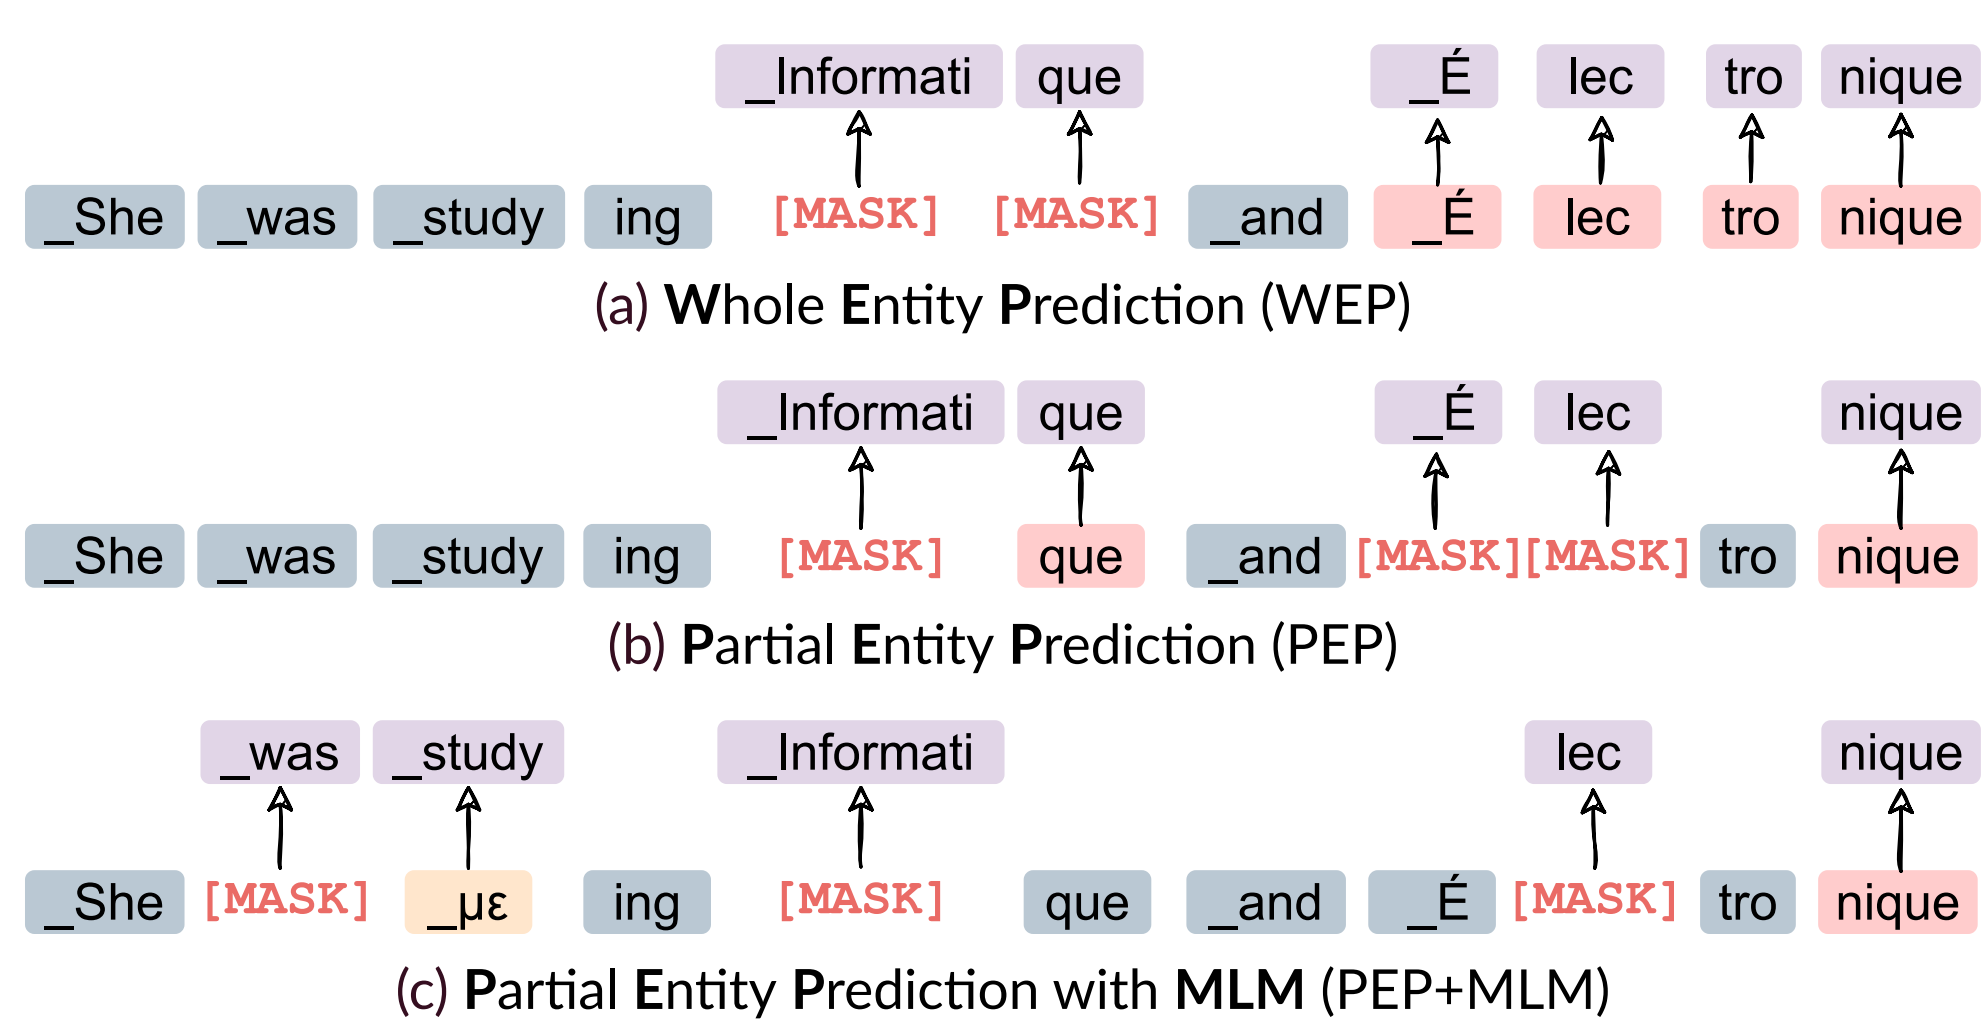 _Informati que _É lec tro nique
_She _was _study ing [MASK] [MASK] _and _É lec tro nique
(a) Whole Entity Prediction (WEP)
_Informati que _É lec nique
_She _was _study ing [MASK] que _and [MASK] [MASK] tro nique
(b) Partial Entity Prediction (PEP)
_was _study _Informati lec nique
_She [MASK] _με ing [MASK] que _and _É [MASK] tro nique
(c) Partial Entity Prediction with MLM (PEP+MLM)